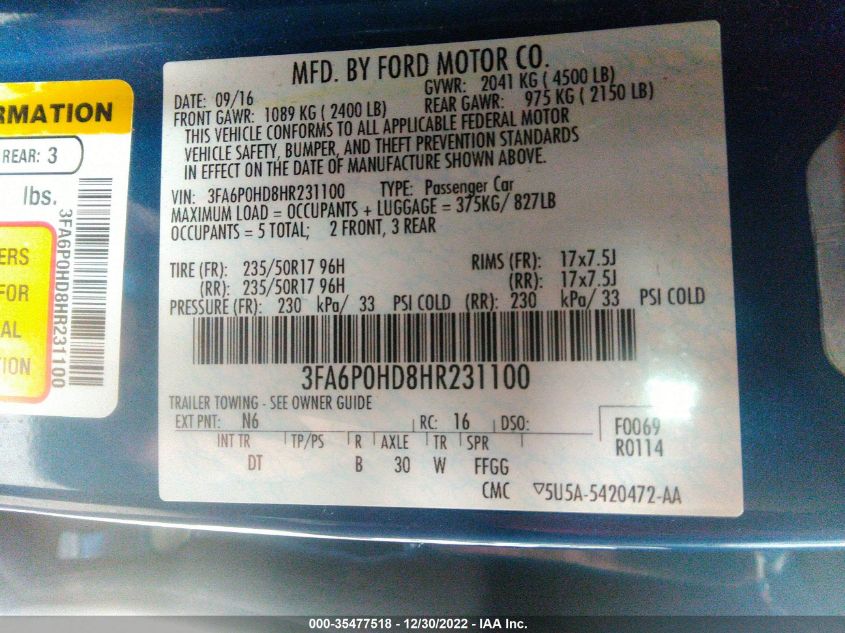 RMATION
REAR: 3
lbs.
ERS
FOR
AL
TION
3FA6P0HD8HR231100
MFD. BY FORD MOTOR CO.
DATE: 09/16 GVWR: 2041 KG ( 4500 LB)
FRONT GAWR: 1089 KG ( 2400 LB) REAR GAWR: 975 KG ( 2150 LB)
THIS VEHICLE CONFORMS TO ALL APPLICABLE FEDERAL MOTOR
VEHICLE SAFETY, BUMPER, AND THEFT PREVENTION STANDARDS
IN EFFECT ON THE DATE OF MANUFACTURE SHOWN ABOVE.
VIN: 3FA6P0HD8HR231100 TYPE: Passenger Car
MAXIMUM LOAD = OCCUPANTS + LUGGAGE = 375KG/ 827LB
OCCUPANTS = 5 TOTAL; 2 FRONT, 3 REAR
TIRE (FR): 235/50R17 96H RIMS (FR): 17x7.5J
(RR): 235/50R17 96H (RR): 17x7.5J
PRESSURE (FR): 230 kPa/ 33 PSI COLD (RR): 230 kPa/ 33 PSI COLD
3FA6P0HD8HR231100
TRAILER TOWING - SEE OWNER GUIDE
EXT PNT: N6 RC: 16 DSO: F0069
INT TR TP/PS R AXLE TR SPR R0114
DT B 30 W FFGG
CMC ▽5U5A-5420472-AA
000-35477518 - 12/30/2022 - IAA Inc.